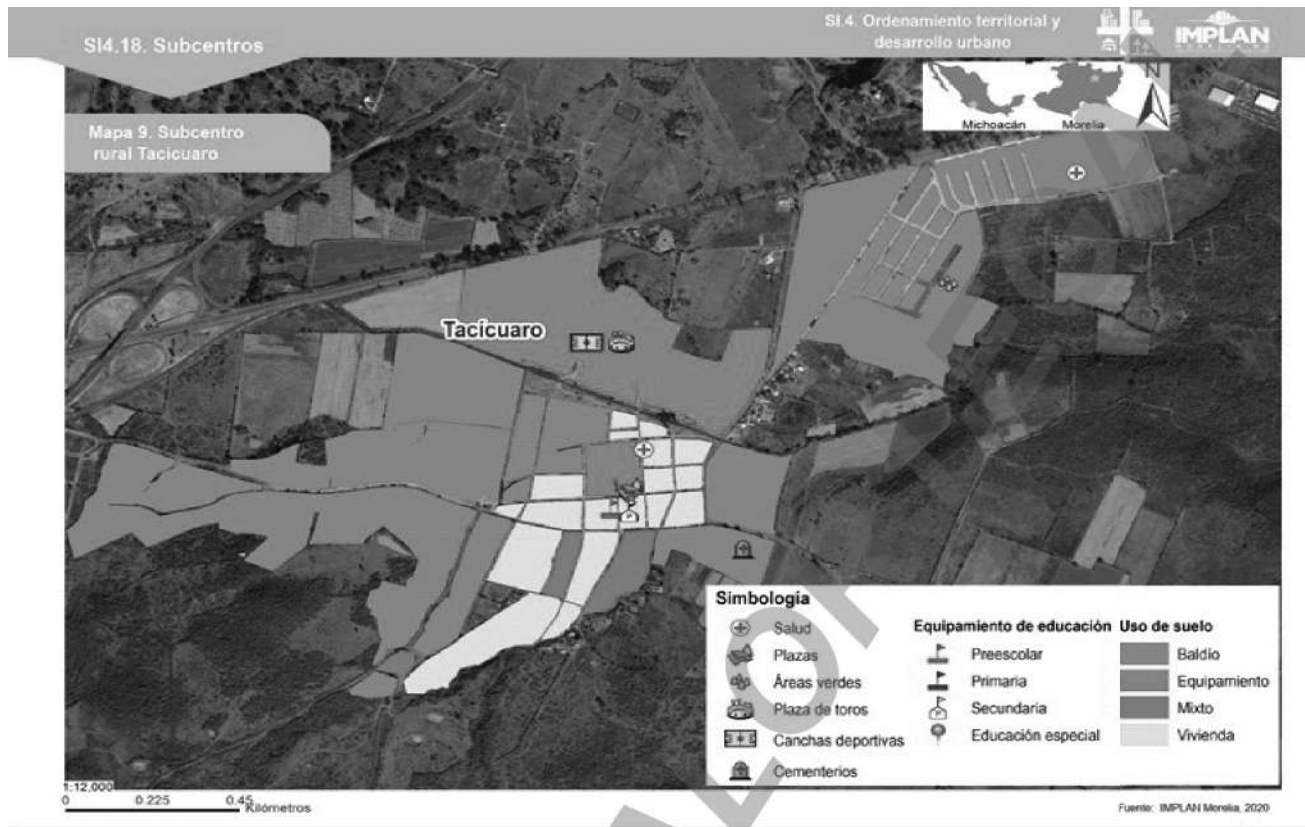 SI4.18. Subcentros
SI.4. Ordenamiento territorial y
desarrollo urbano
IMPLAN
Mapa 9. Subcentro
rural Tacicuaro
N
Michoacán
Morelia
Tacícuaro
Simbología
Salud
Plazas
Áreas verdes
Plaza de toros
Canchas deportivas
Cementerios
Equipamiento de educación
Preescolar
Primaria
Secundaria
Educación especial
Uso de suelo
Baldío
Equipamiento
Mixto
Vivienda
1:12,000
0 0.225 0.45
Kilómetros
Fuente: IMPLAN Morelia, 2020